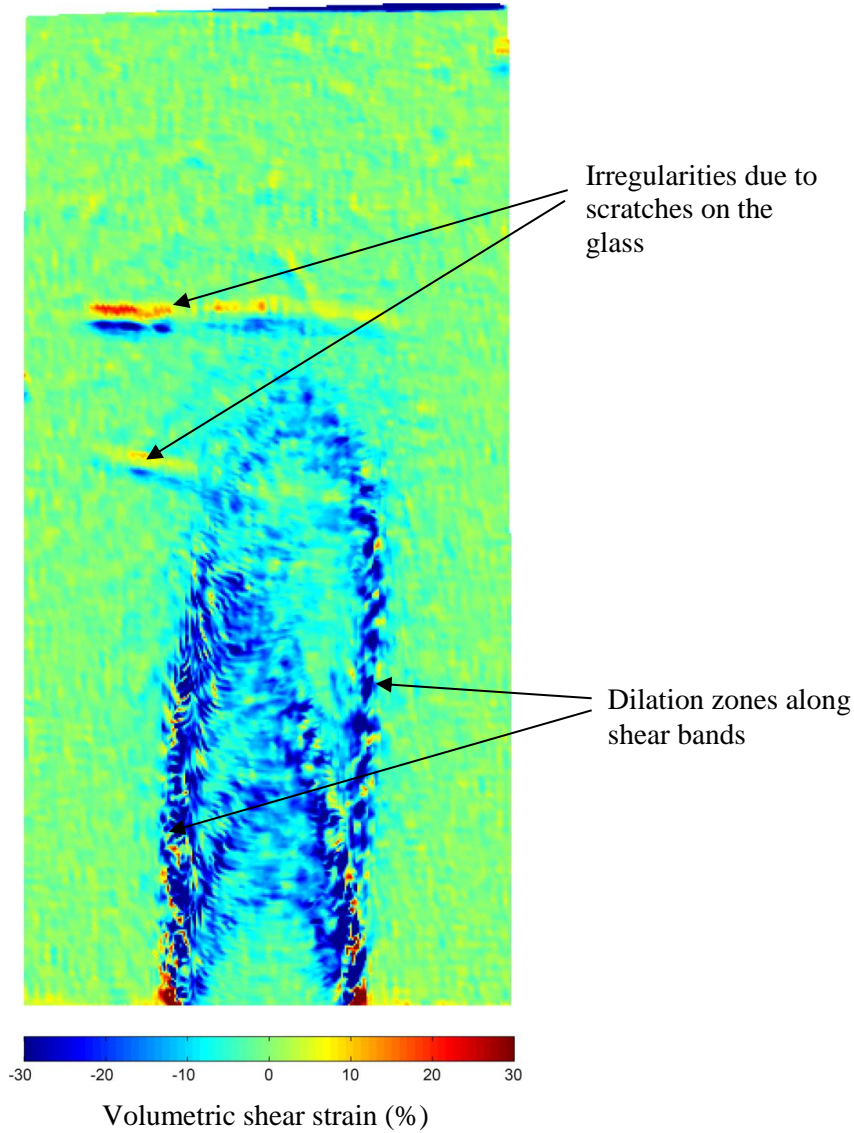 Irregularities due to
scratches on the
glass
Dilation zones along
shear bands
-30 -20 -10 0 10 20 30
Volumetric shear strain (%)